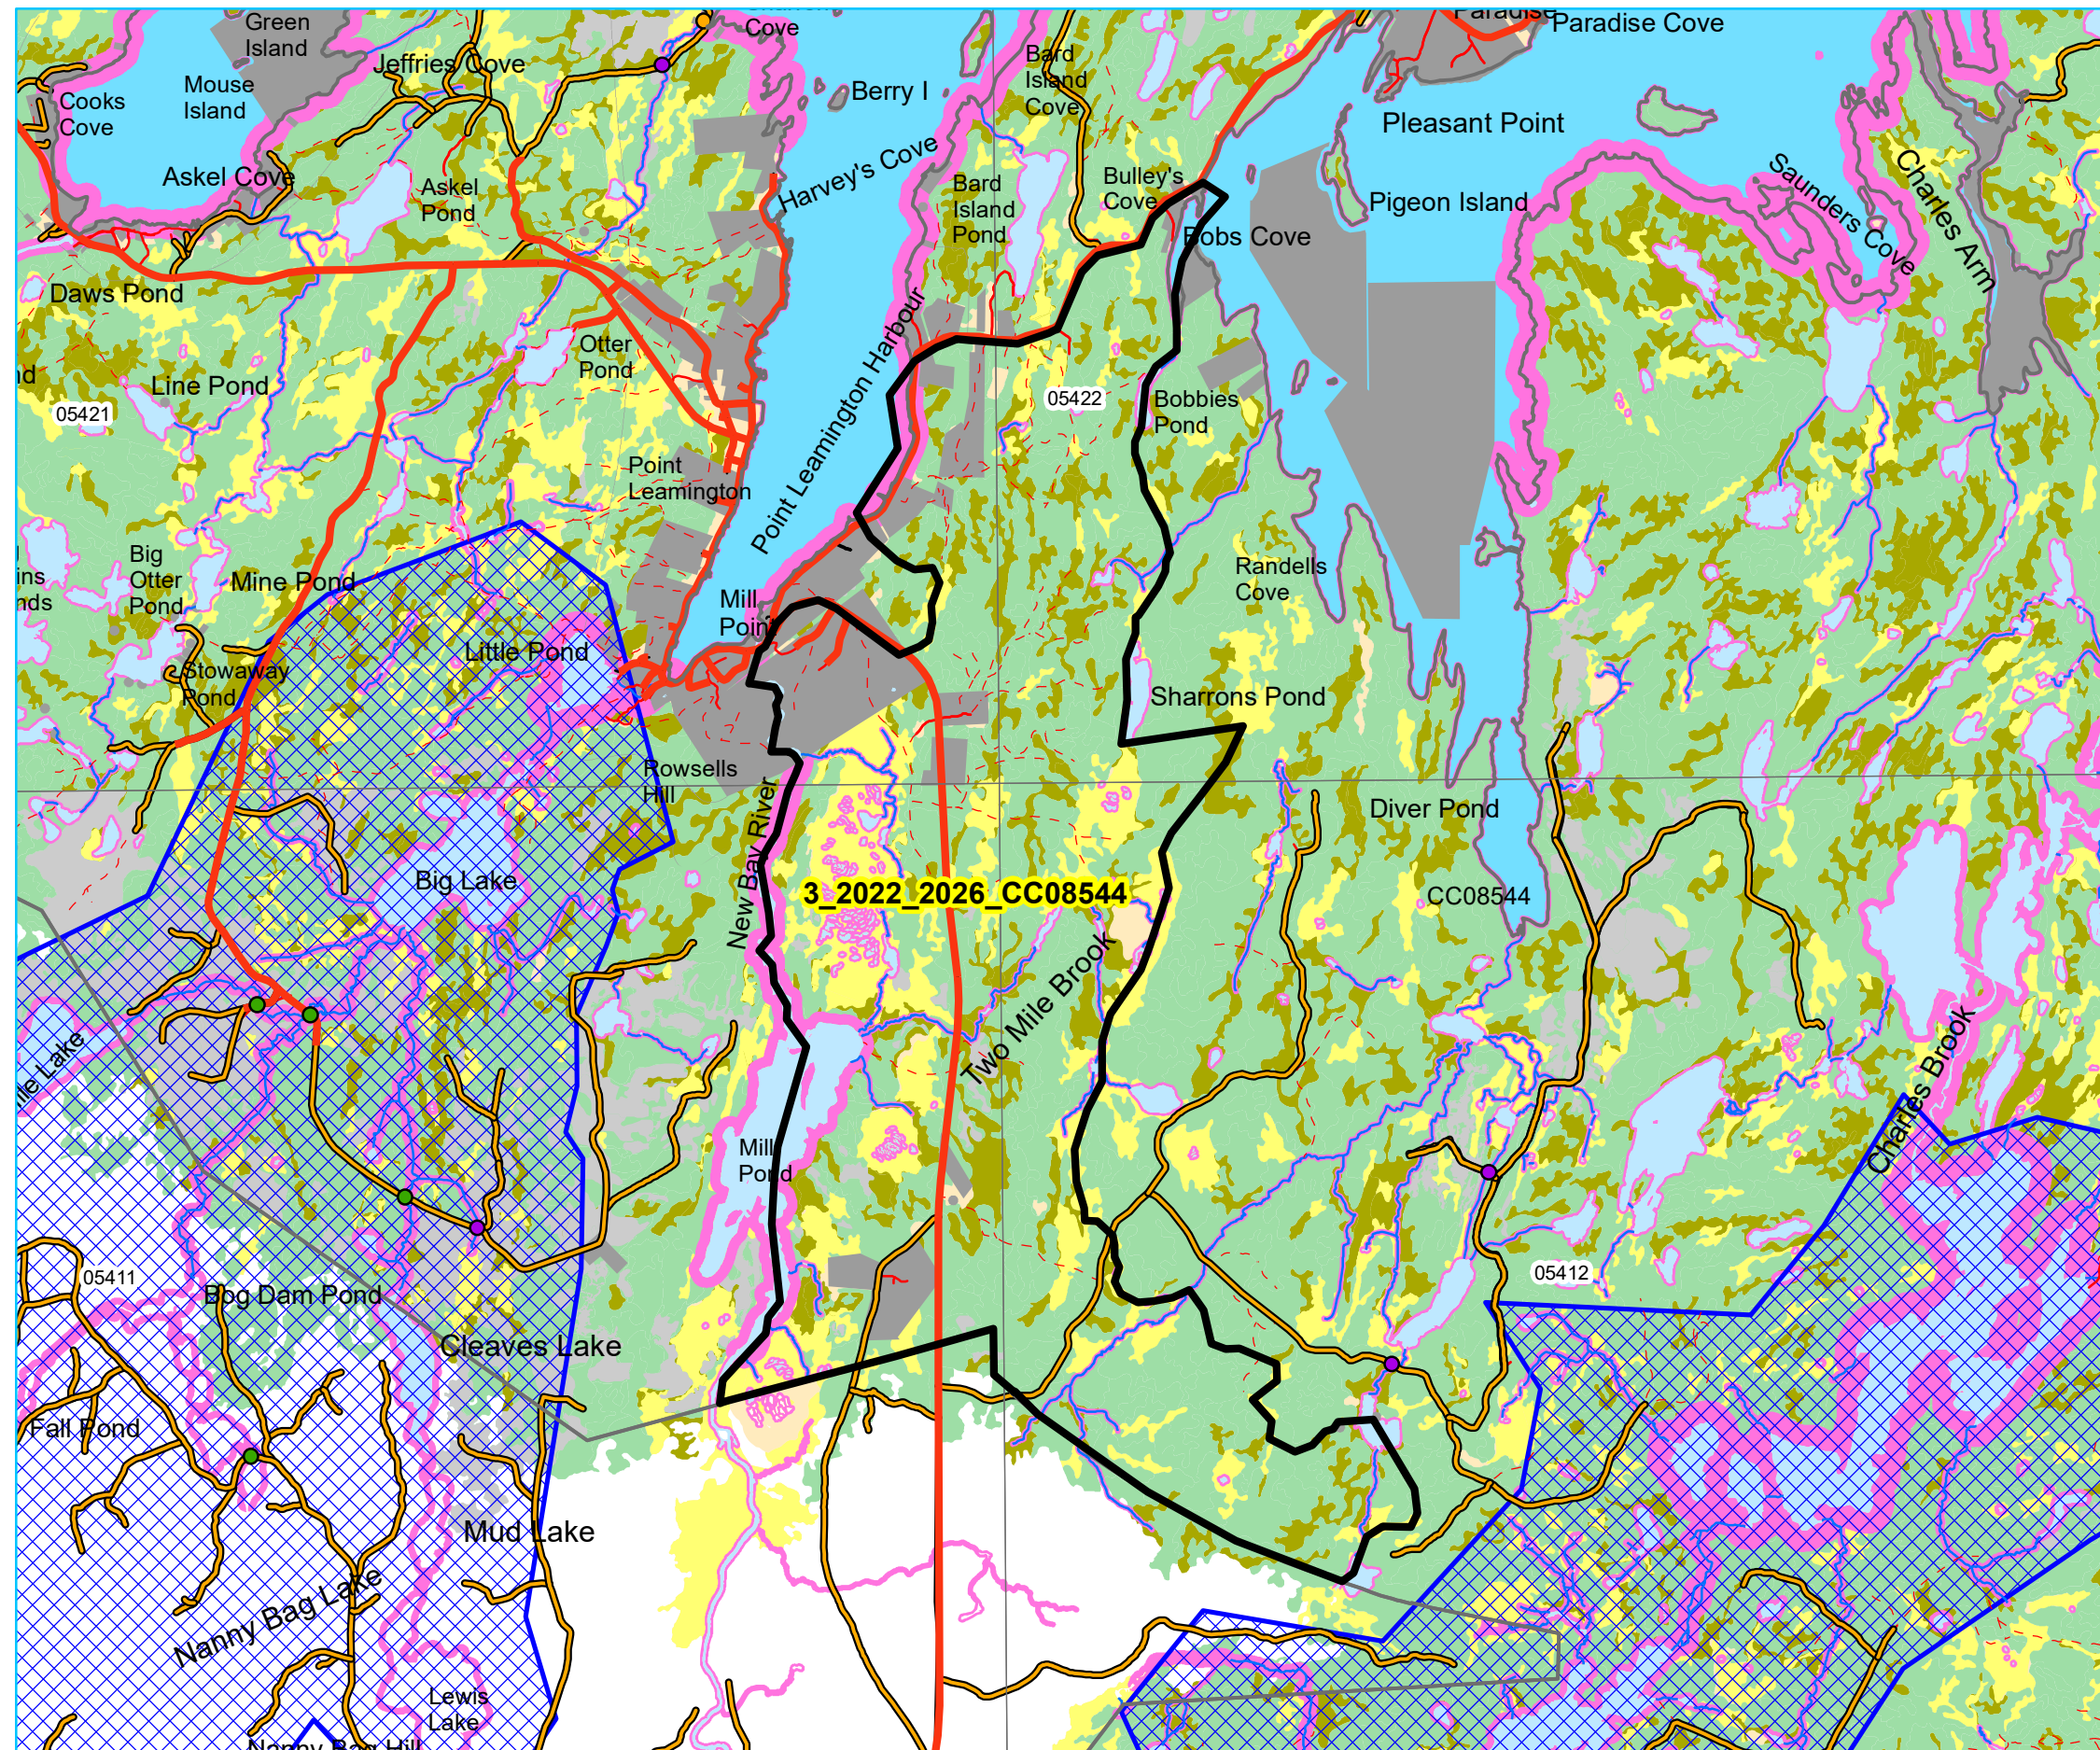 Green
Island
Cove
Paradise
Paradise Cove
Jeffries Cove
Bard
Island
Cove
Mouse
Island
Berry I
Cooks
Cove
Pleasant Point
Harvey's Cove
Askel Cove
Askel
Pond
Bard
Island
Pond
Bulley's
Cove
Pigeon Island
Saunders Cove
Charles Arm
Bobs Cove
Daws Pond
Otter
Pond
Line Pond
05421
05422
Bobbies
Pond
Point Leamington Harbour
Point
Leamington
Big
Otter
Pond
Mine Pond
Randells
Cove
Mill
Point
Little Pond
Stowaway
Pond
Sharrons Pond
Rowsells
Hill
Diver Pond
New Bay River
Big Lake
3_2022_2026_CC08544
CC08544
Two Mile Brook
Charles Brook
Mill
Pond
05411
05412
Bog Dam Pond
Cleaves Lake
Fall Pond
Mud Lake
Nanny Bag Lake
Lewis
Lake
Nanny Bag Hill